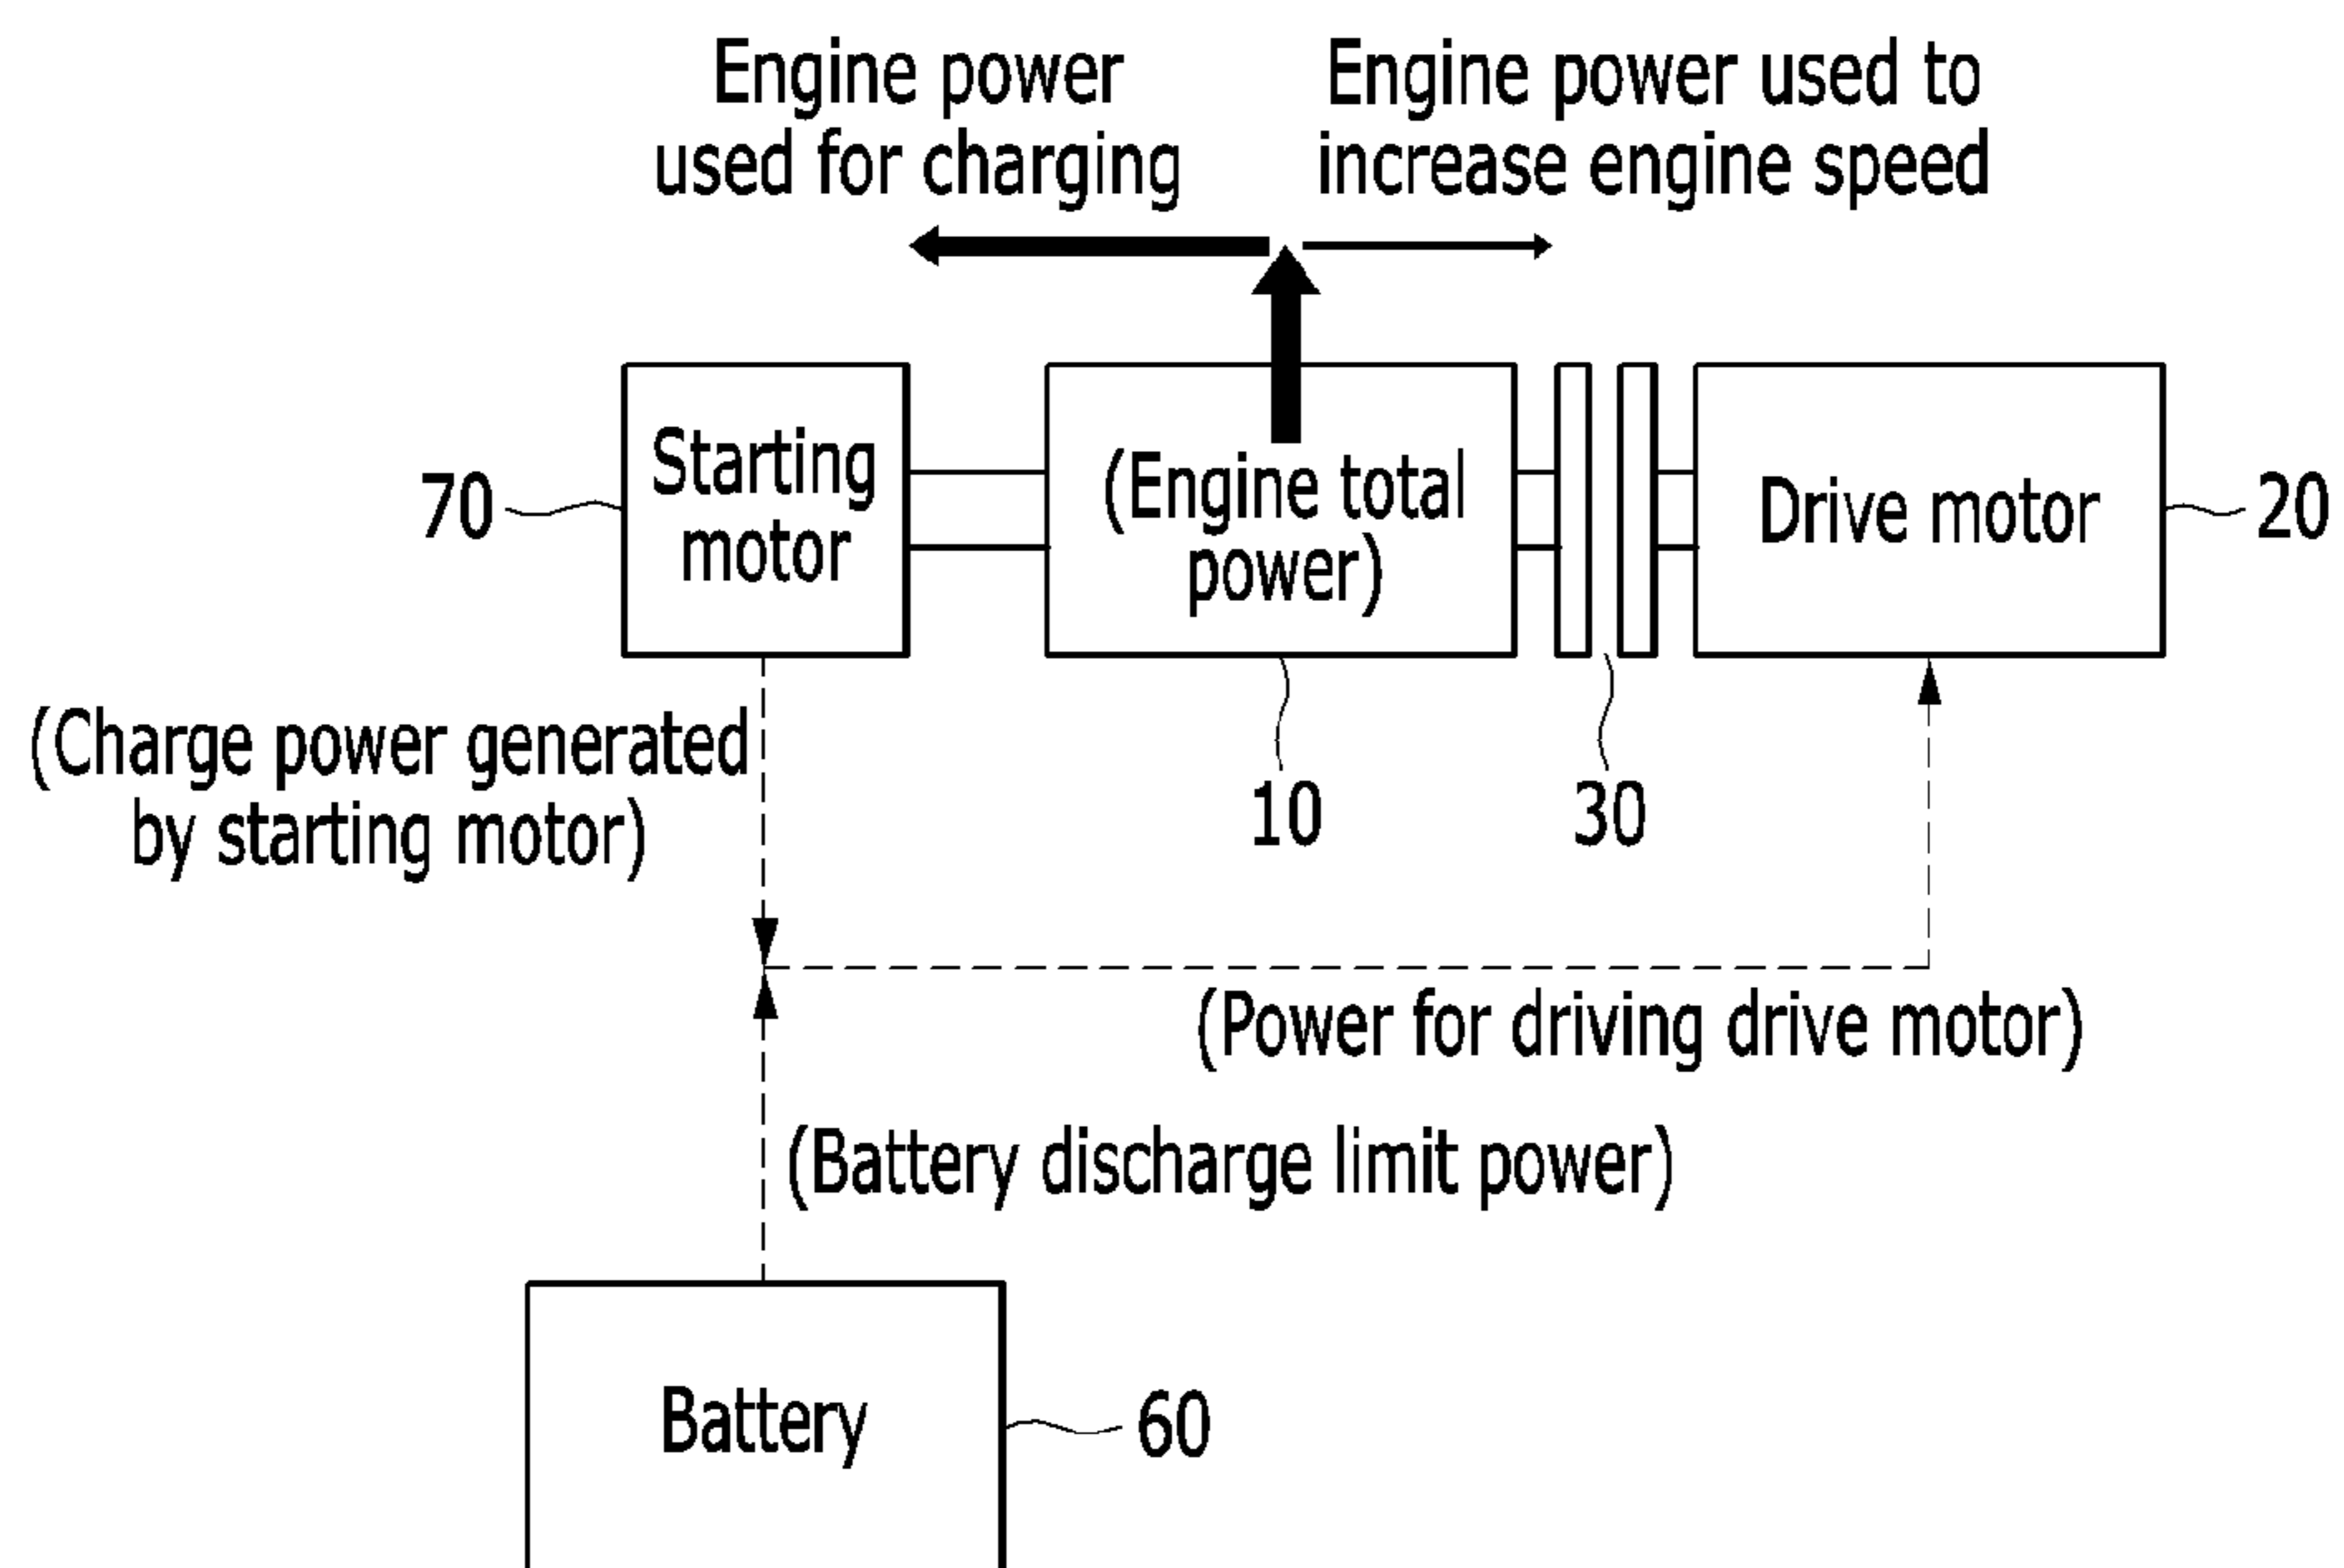 Engine power
used for charging
Engine power used to
increase engine speed
Starting
motor
(Engine total
power)
Drive motor
70
20
10
30
(Charge power generated
by starting motor)
(Power for driving drive motor)
(Battery discharge limit power)
Battery
60